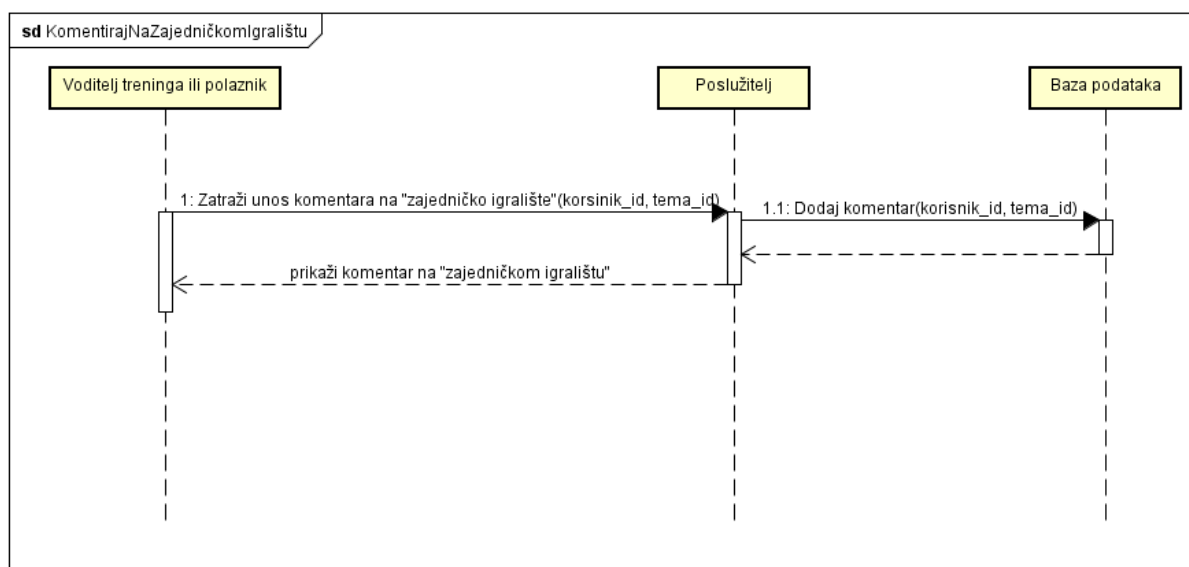 sd KomentirajNaZajedničkomIgralištu
Voditelj treninga ili polaznik
Poslužitelj
Baza podataka
1: Zatraži unos komentara na "zajedničko igralište"(korsinik_id, tema_id)
1.1: Dodaj komentar(korisnik_id, tema_id)
prikaži komentar na "zajedničkom igralištu"